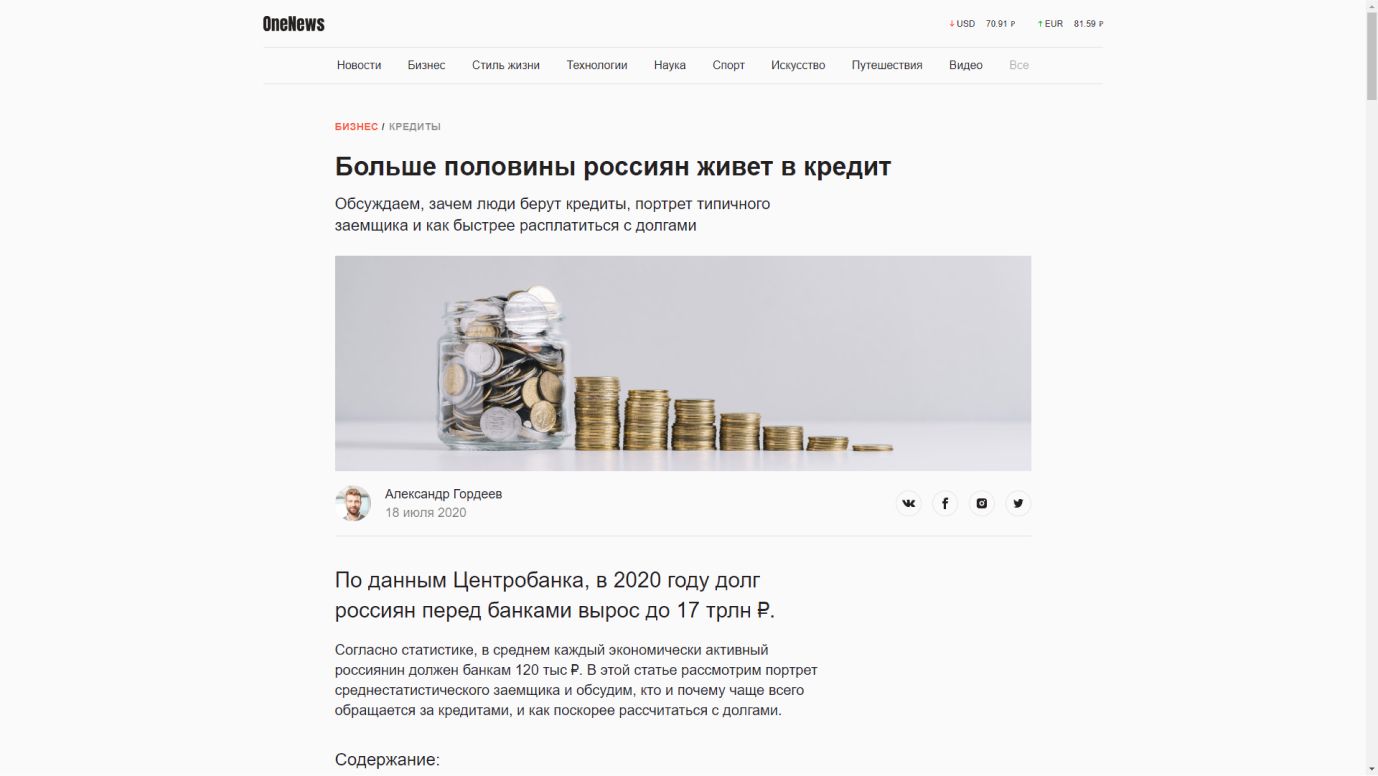 OneNews
↓ USD 70.91 ₽ ↑ EUR 81.59 ₽
Новости Бизнес Стиль жизни Технологии Наука Спорт Искусство Путешествия Видео Все
БИЗНЕС / КРЕДИТЫ
Больше половины россиян живет в кредит
Обсуждаем, зачем люди берут кредиты, портрет типичного
заемщика и как быстрее расплатиться с долгами
Александр Гордеев
18 июля 2020
По данным Центробанка, в 2020 году долг
россиян перед банками вырос до 17 трлн ₽.
Согласно статистике, в среднем каждый экономически активный
россиянин должен банкам 120 тыс ₽. В этой статье рассмотрим портрет
среднестатистического заемщика и обсудим, кто и почему чаще всего
обращается за кредитами, и как поскорее рассчитаться с долгами.
Содержание: